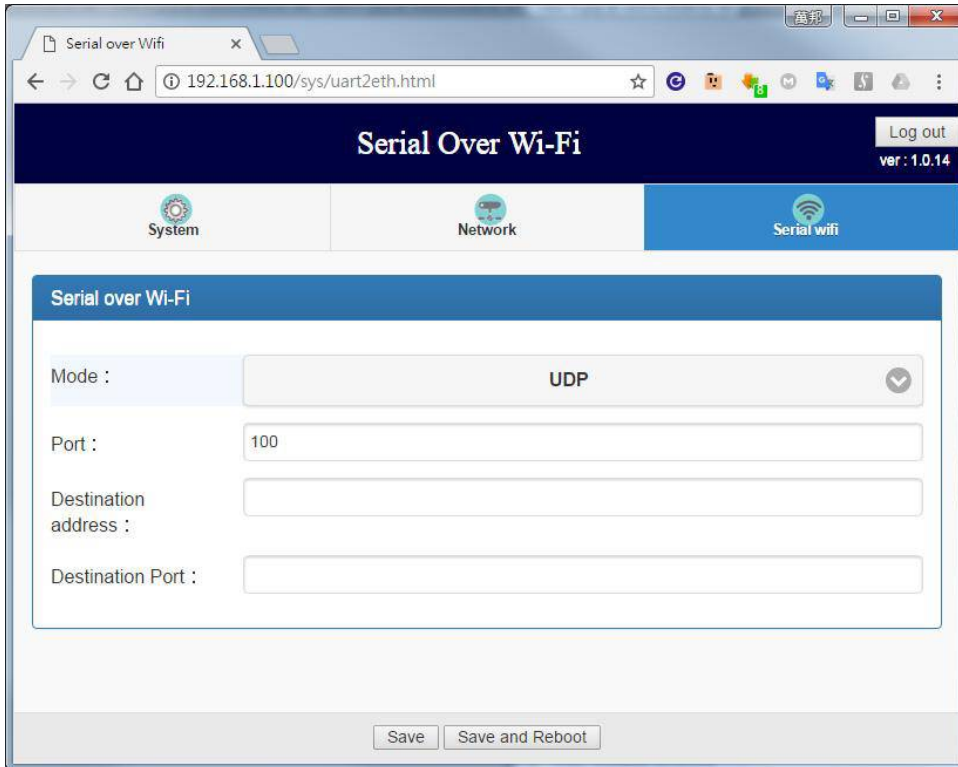 萬邦
Serial over Wifi
192.168.1.100/sys/uart2eth.html
8
Serial Over Wi-Fi
Log out
ver : 1.0.14
System
Network
Serial wifi
Serial over Wi-Fi
Mode：
UDP
Port：
100
Destination
address：
Destination Port：
Save
Save and Reboot